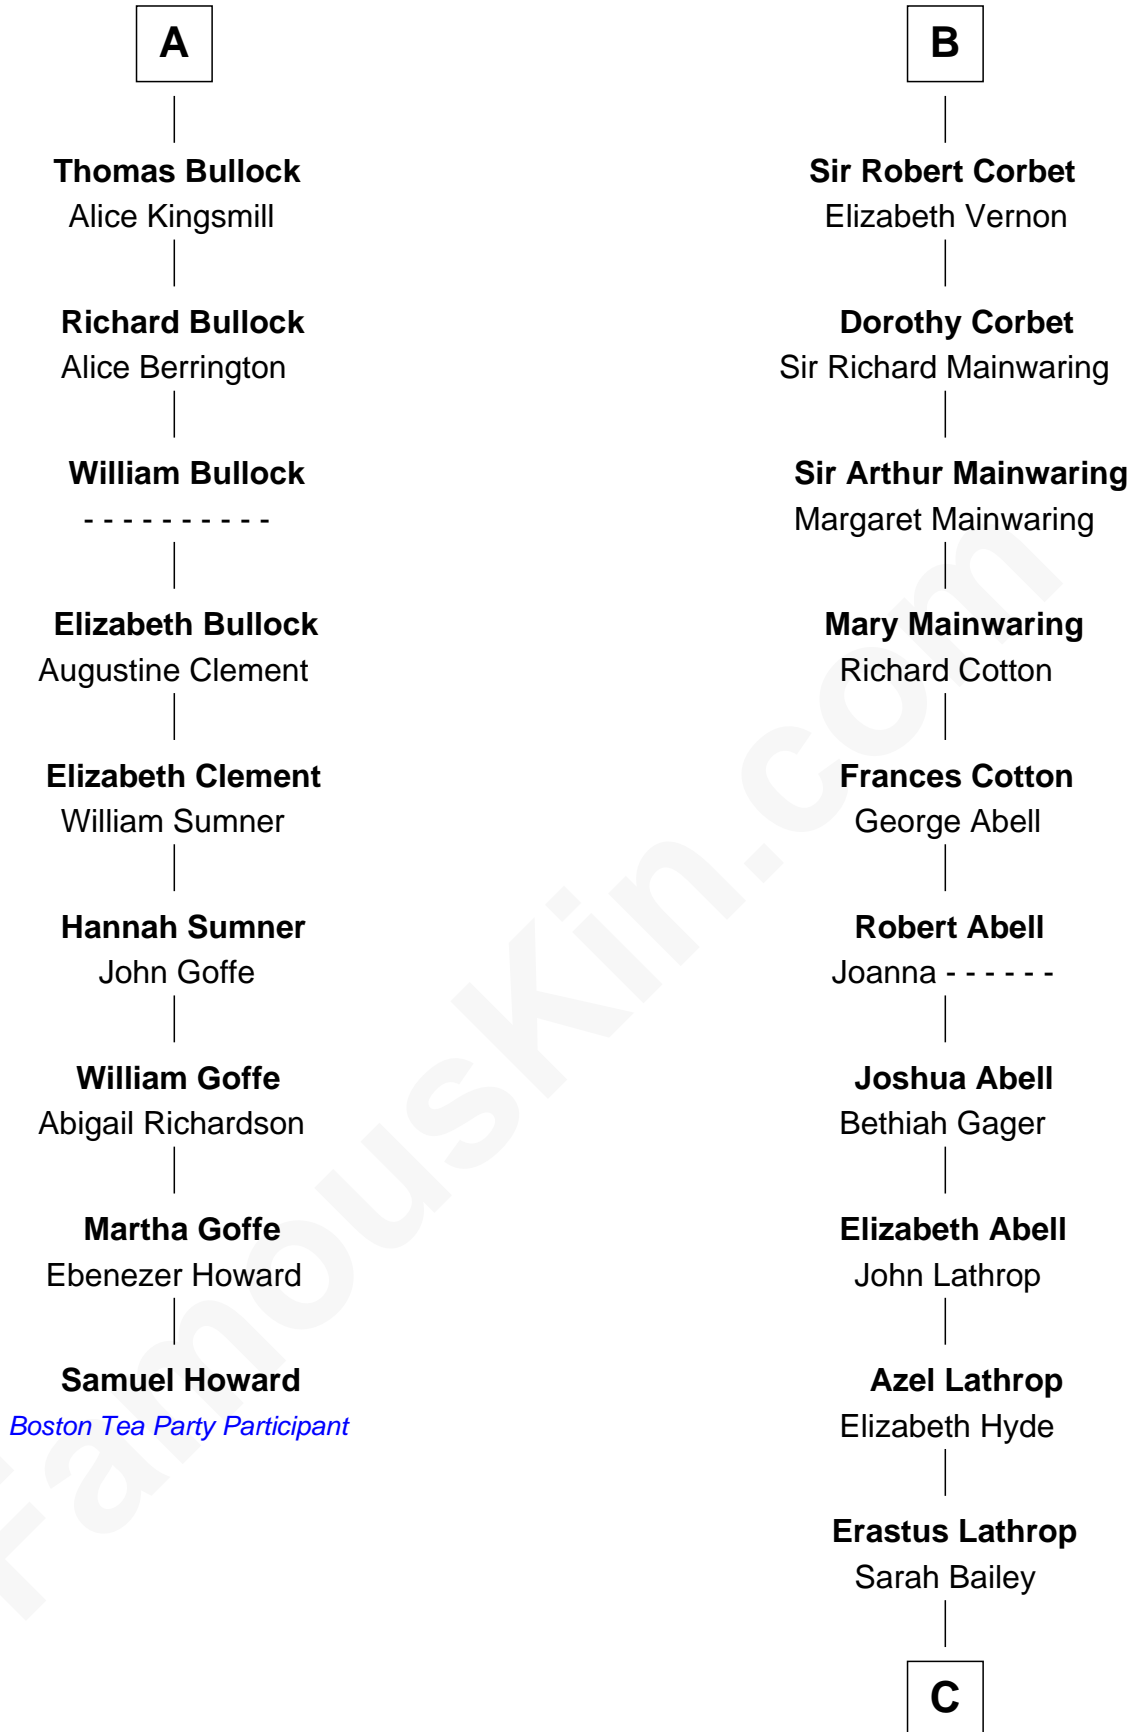 A
Thomas Bullock
Alice Kingsmill
Richard Bullock
Alice Berrington
William Bullock
- - - - - - - - - -
Elizabeth Bullock
Augustine Clement
Elizabeth Clement
William Sumner
Hannah Sumner
John Goffe
William Goffe
Abigail Richardson
Martha Goffe
Ebenezer Howard
Samuel Howard
Boston Tea Party Participant
B
Sir Robert Corbet
Elizabeth Vernon
Dorothy Corbet
Sir Richard Mainwaring
Sir Arthur Mainwaring
Margaret Mainwaring
Mary Mainwaring
Richard Cotton
Frances Cotton
George Abell
Robert Abell
Joanna - - - - - -
Joshua Abell
Bethiah Gager
Elizabeth Abell
John Lathrop
Azel Lathrop
Elizabeth Hyde
Erastus Lathrop
Sarah Bailey
C
FamousKin.com